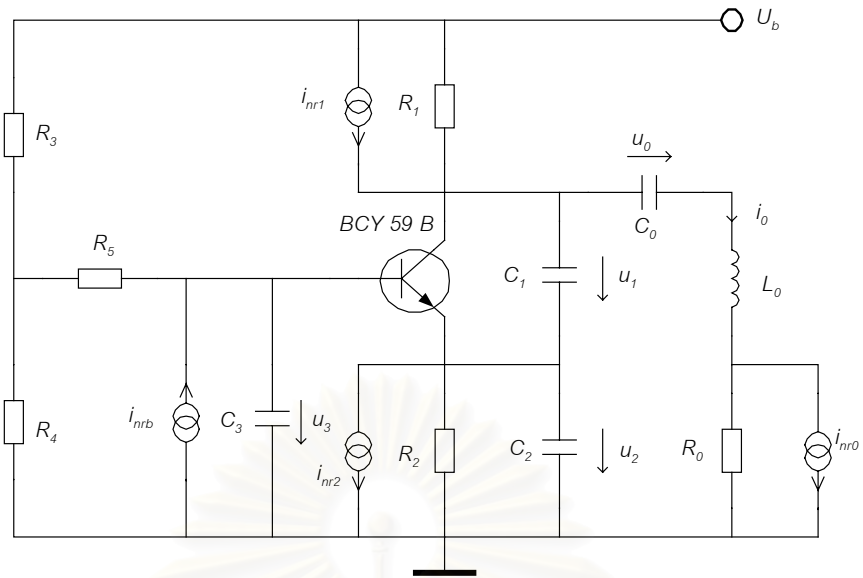 U_b
i_nr1
R_1
R_3
u_0
i_0
C_0
BCY 59 B
R_5
C_1
u_1
L_0
R_4
i_nrb
C_3
u_3
i_nr2
R_2
C_2
u_2
R_0
i_nr0